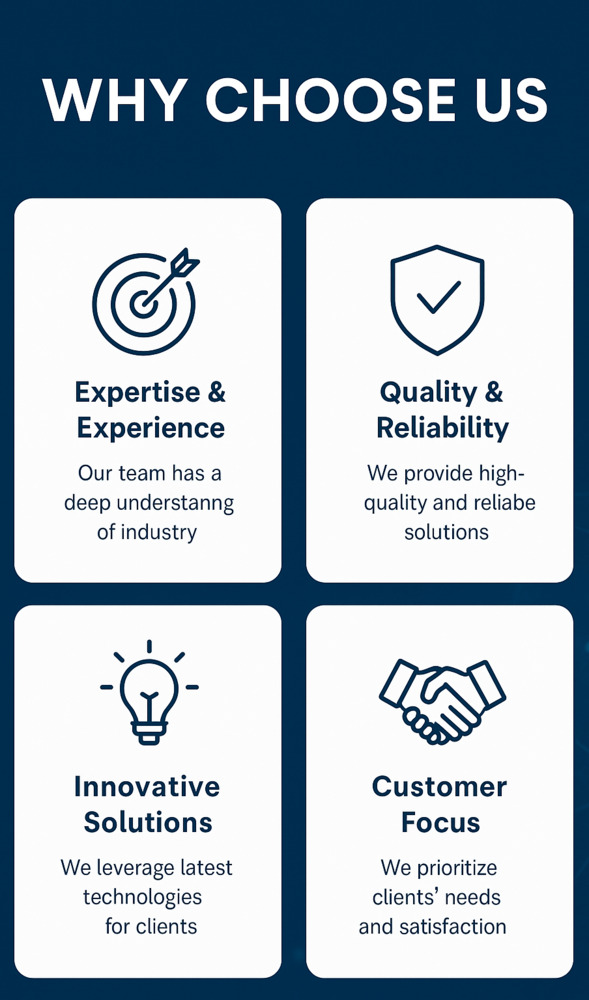 WHY CHOOSE US
Expertise &
Experience
Our team has a
deep understanng
of industry
Quality &
Reliability
We provide high-
quality and reliabe
solutions
Innovative
Solutions
We leverage latest
technologies
for clients
Customer
Focus
We prioritize
clients’ needs
and satisfaction